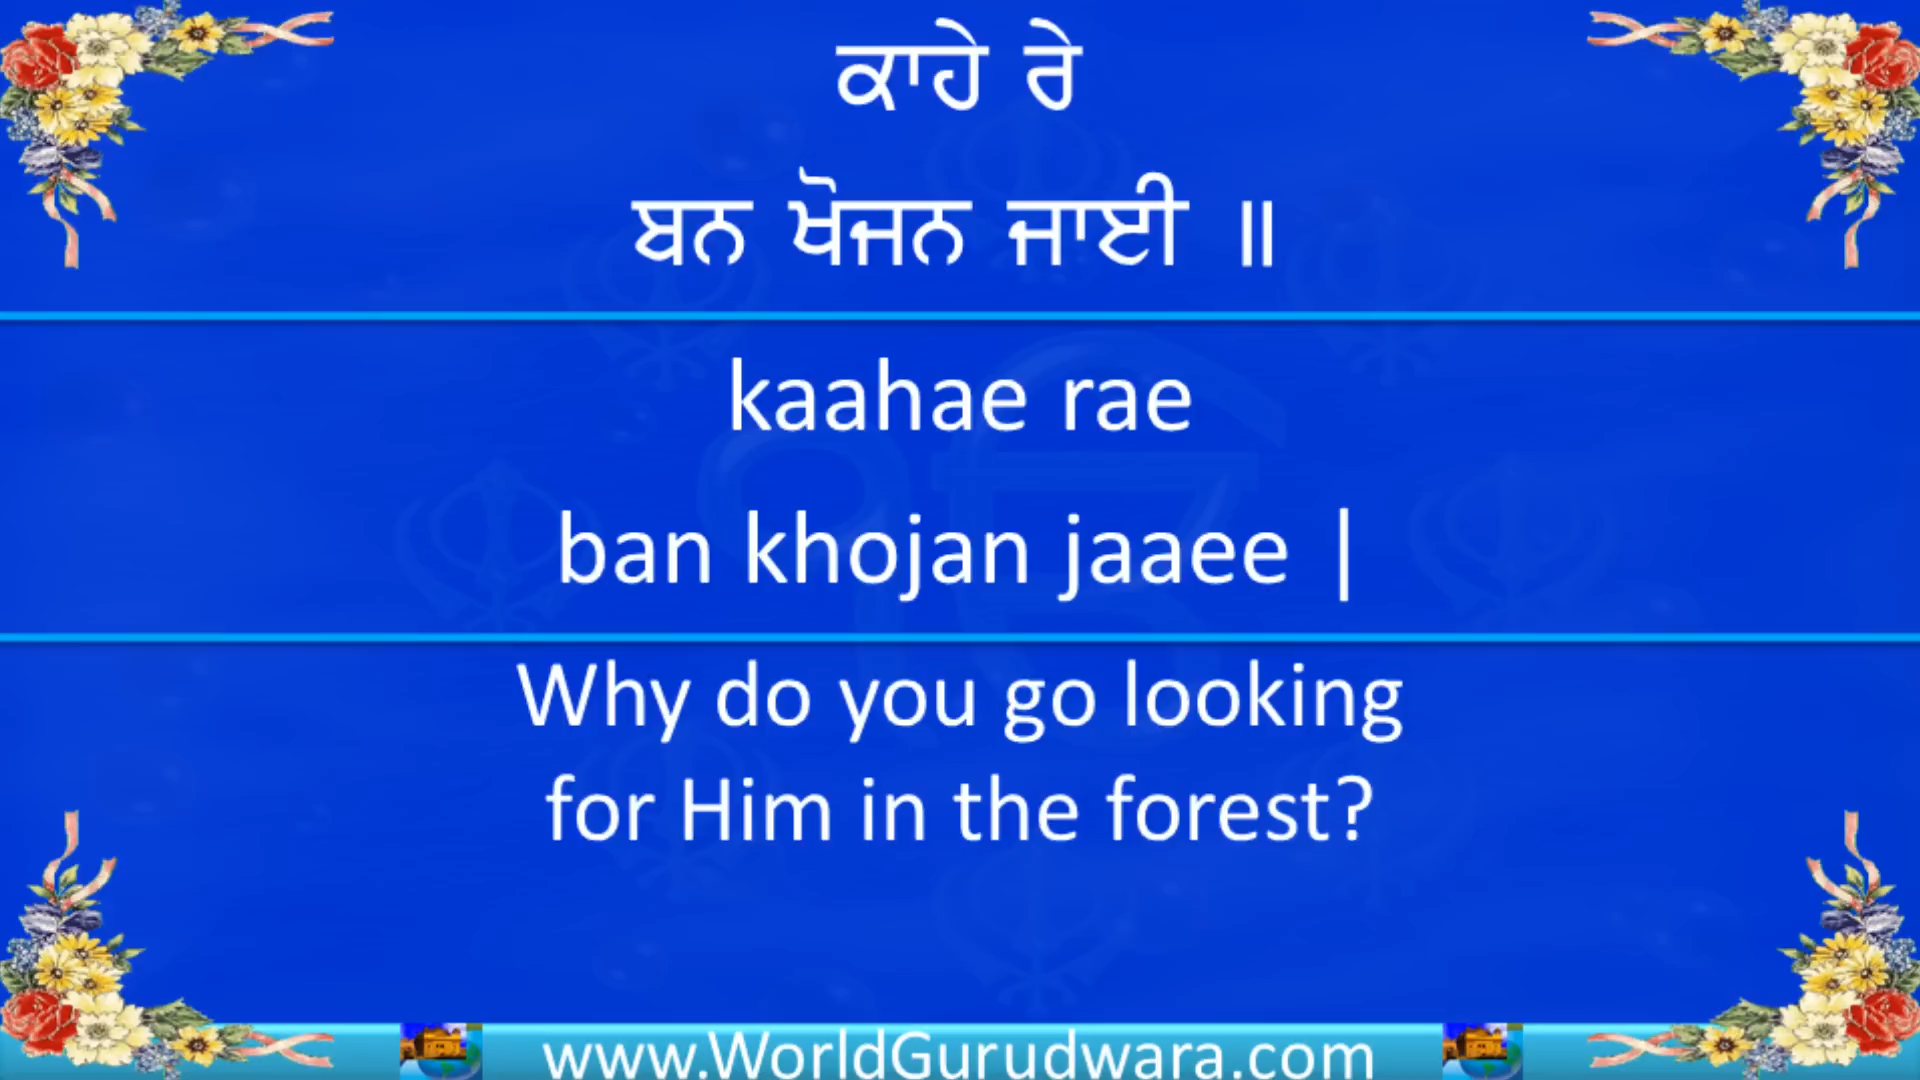 ਕਾਹੇ ਰੇ
ਬਨ ਖੋਜਨ ਜਾਈ ॥
kaahae rae
ban khojan jaaee |
Why do you go looking
for Him in the forest?
www.WorldGurudwara.com